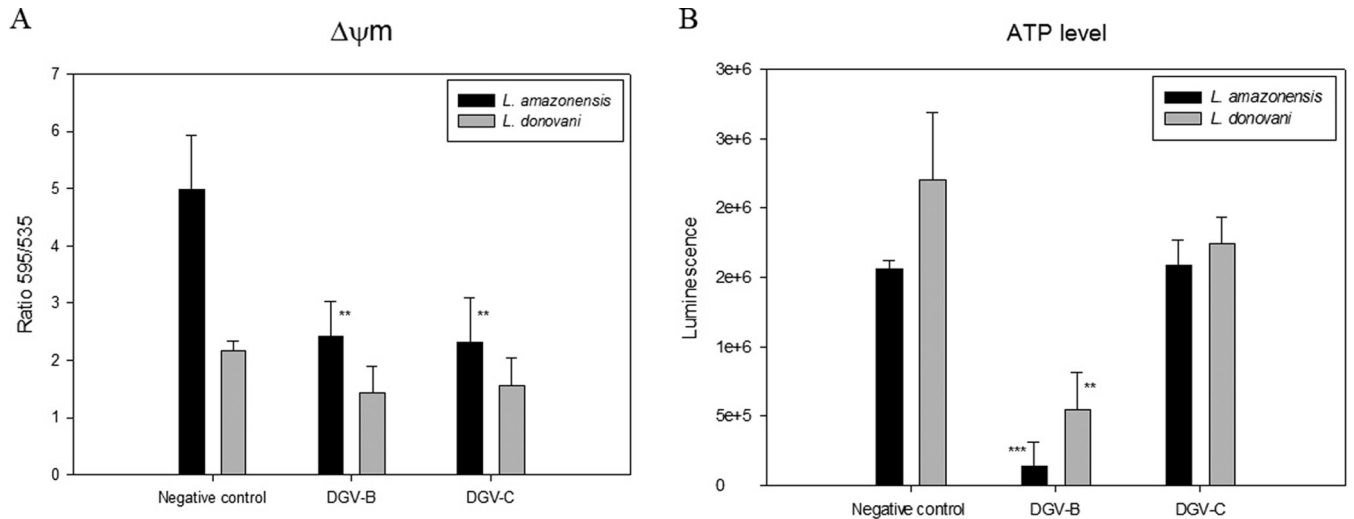 A
Δψm
7
6
5
4
3
2
1
0
Ratio 595/535
L. amazonensis
L. donovani
**
**
Negative control
DGV-B
DGV-C
B
ATP level
3e+6
3e+6
2e+6
2e+6
1e+6
5e+5
0
Luminescence
L. amazonensis
L. donovani
***
**
Negative control
DGV-B
DGV-C